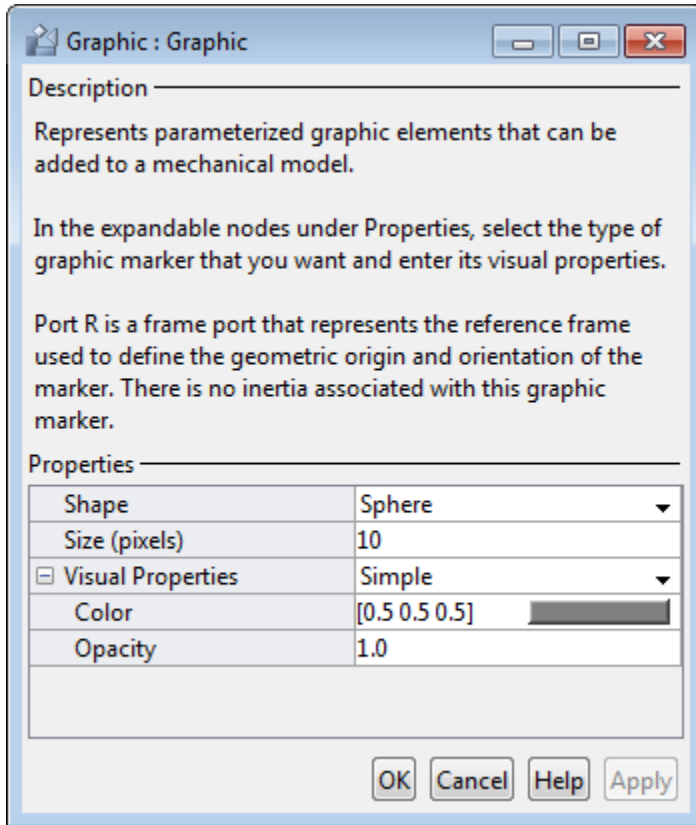 Graphic : Graphic
Description
Represents parameterized graphic elements that can be
added to a mechanical model.
In the expandable nodes under Properties, select the type of
graphic marker that you want and enter its visual properties.
Port R is a frame port that represents the reference frame
used to define the geometric origin and orientation of the
marker. There is no inertia associated with this graphic
marker.
Properties
Shape Sphere
Size (pixels) 10
Visual Properties Simple
Color [0.5 0.5 0.5]
Opacity 1.0
OK Cancel Help Apply